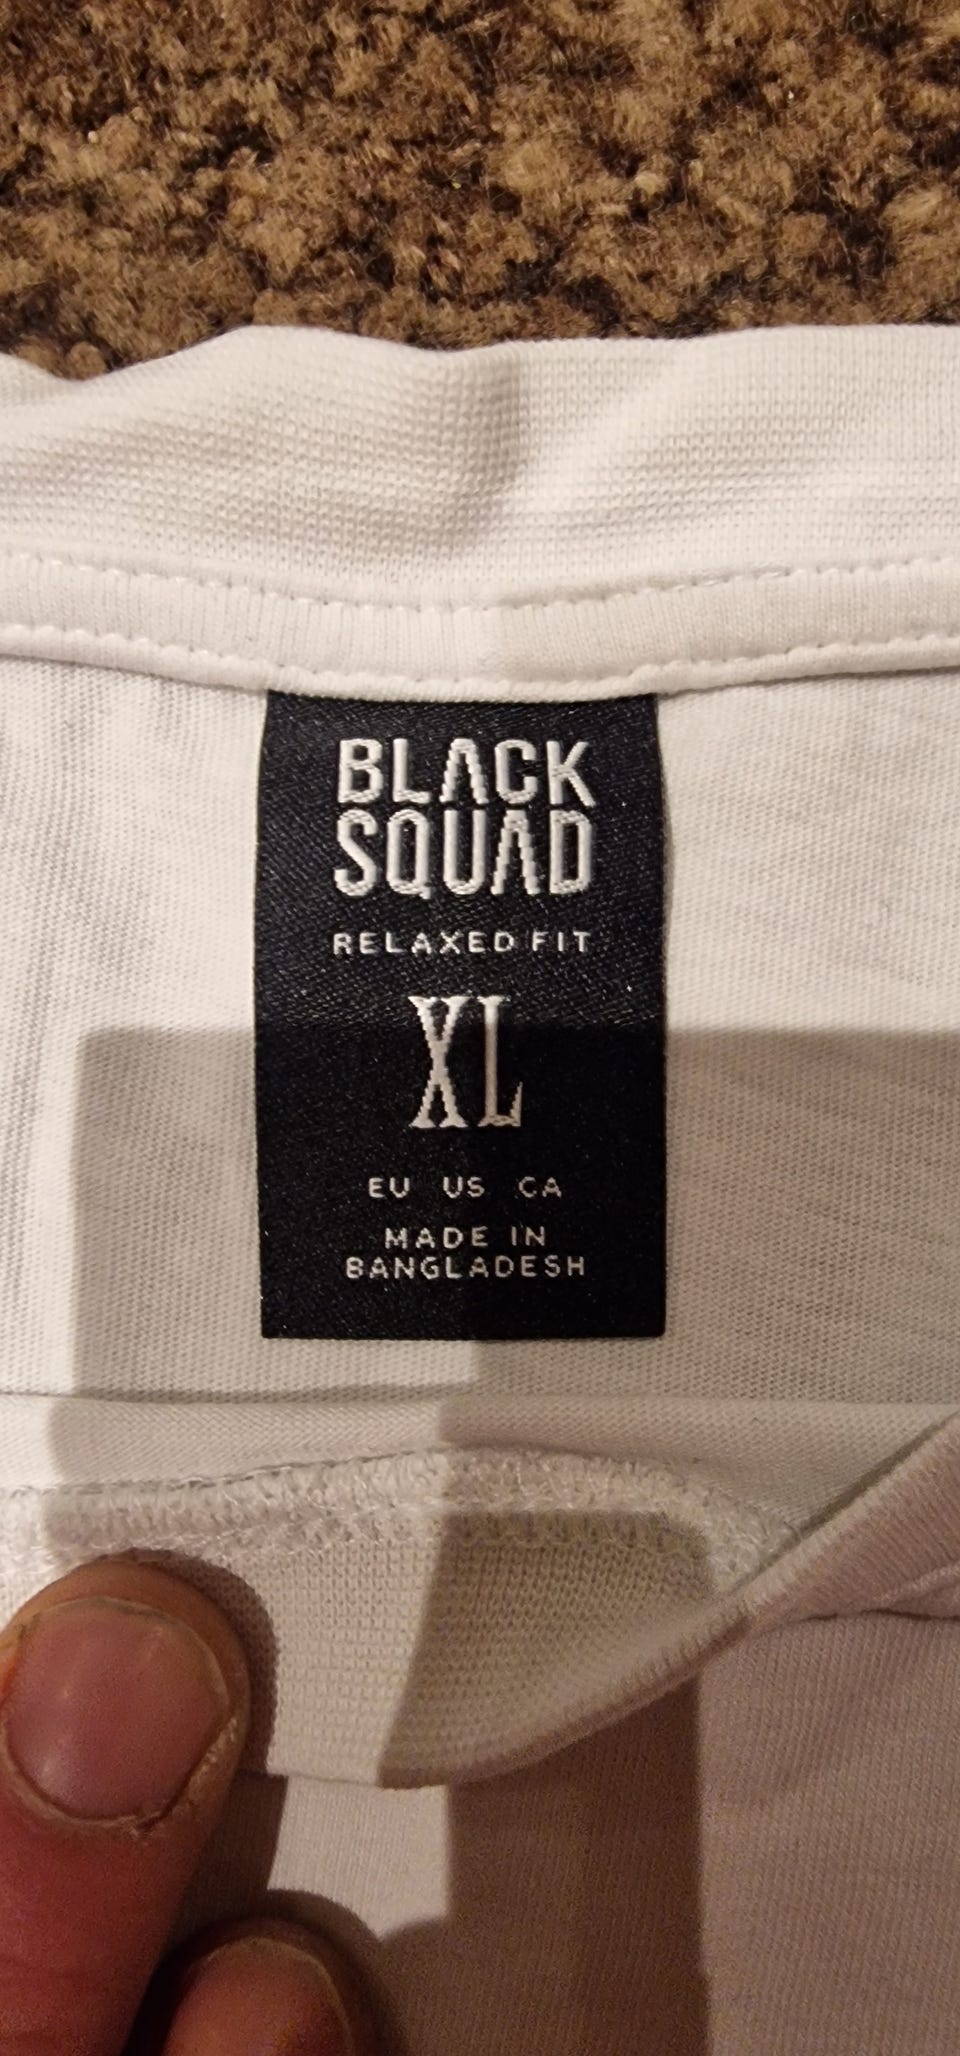 BLACK
SQUAD
RELAXED FIT
XL
EU US CA
MADE IN
BANGLADESH